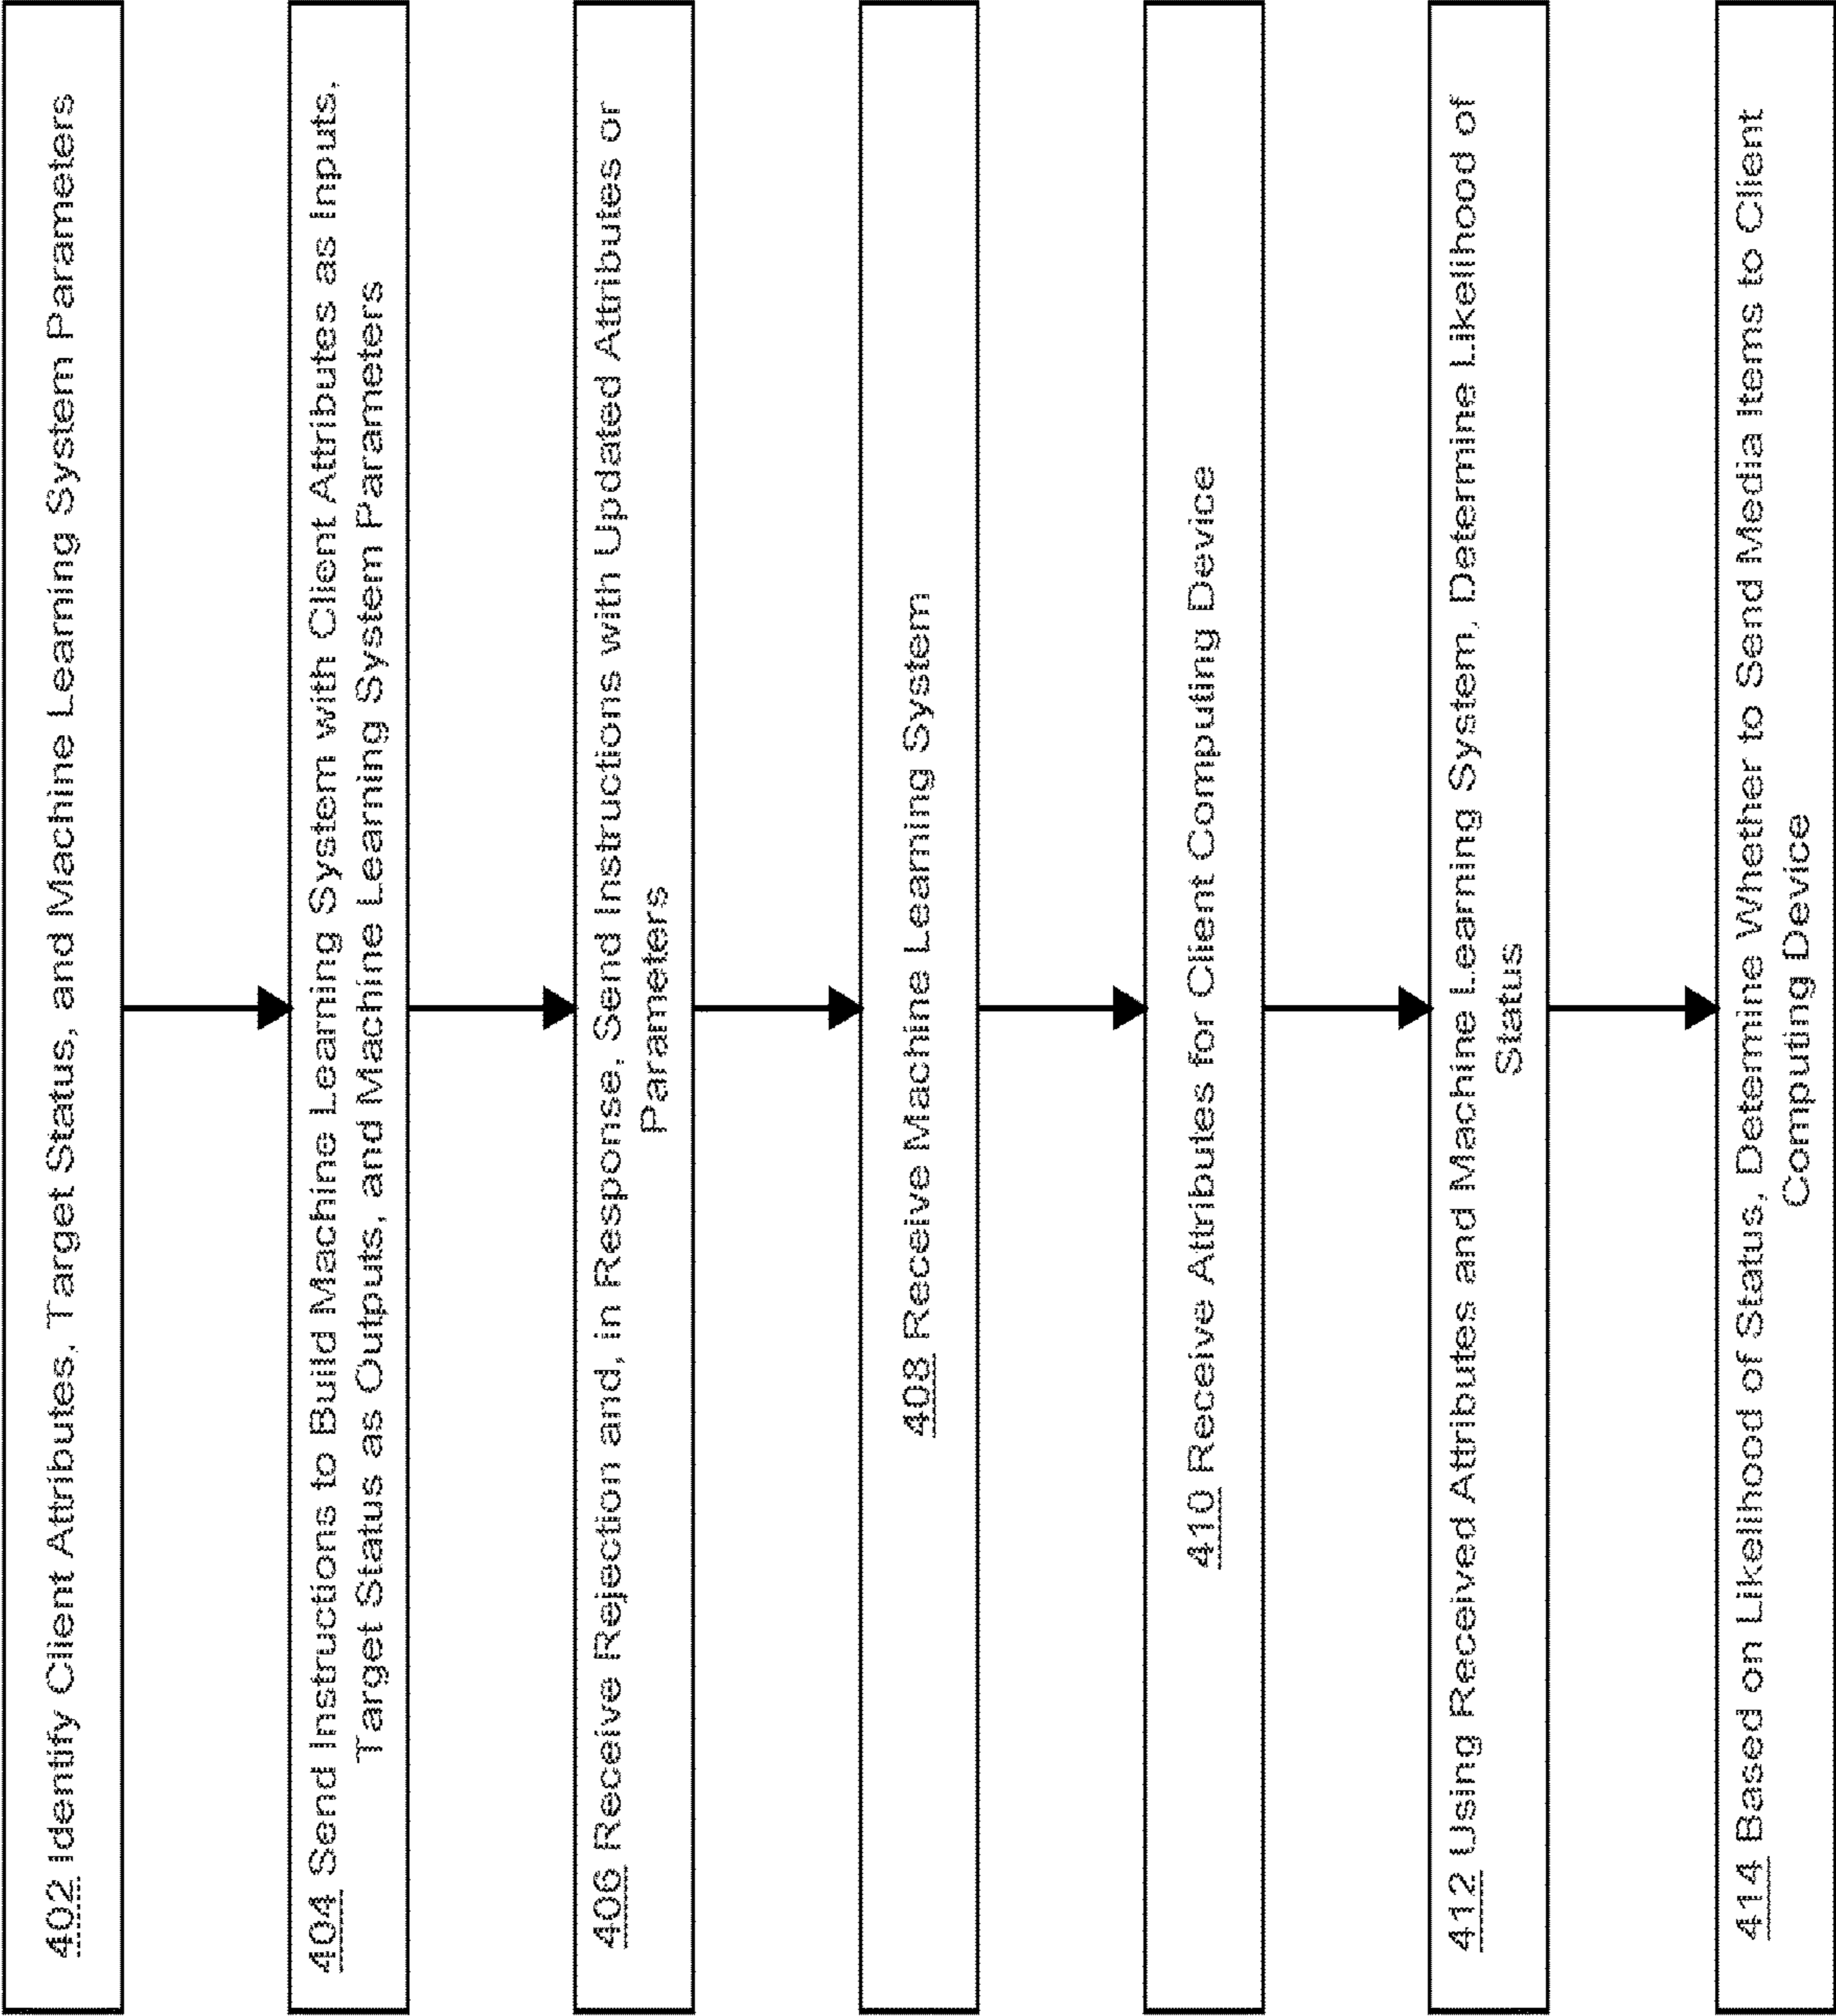 402 Identify Client Attributes, Target Status, and Machine Learning System Parameters
404 Send Instructions to Build Machine Learning System with Client Attributes as Inputs,
Target Status as Outputs, and Machine Learning System Parameters
406 Receive Rejection and, in Response, Send Instructions with Updated Attributes or
Parameters
408 Receive Machine Learning System
410 Receive Attributes for Client Computing Device
412 Using Received Attributes and Machine Learning System, Determine Likelihood of
Status
414 Based on Likelihood of Status, Determine Whether to Send Media Items to Client
Computing Device